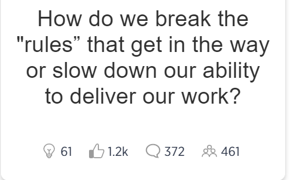 How do we break the
"rules” that get in the way
or slow down our ability
to deliver our work?
61 1.2k 372 461